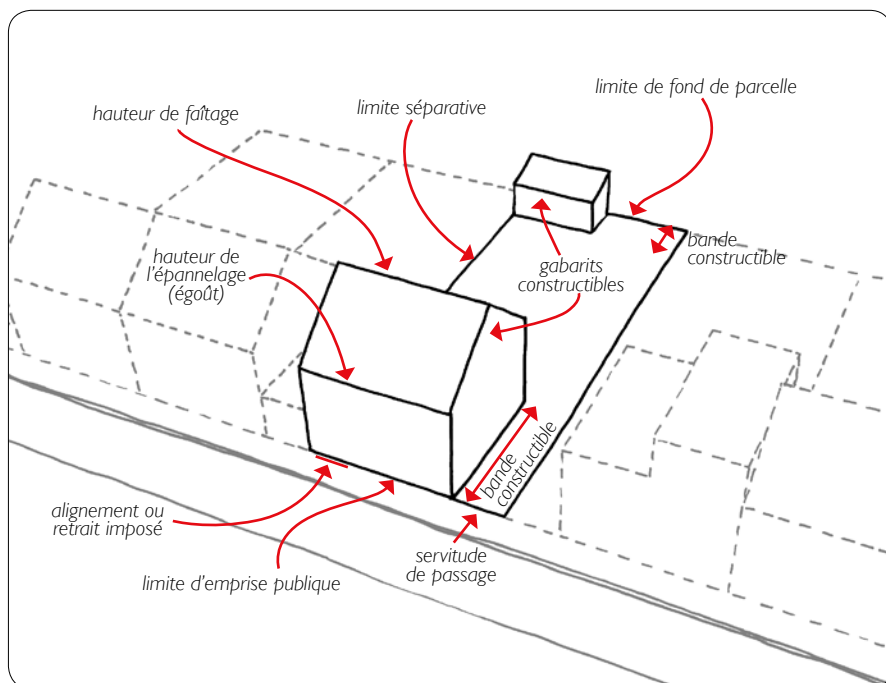 limite de fond de parcelle
hauteur de faîtage
limite séparative
hauteur de
l'épannelage
(égoût)
bande
constructible
gabarits
constructibles
bande
constructible
alignement ou
retrait imposé
servitude
de passage
limite d'emprise publique